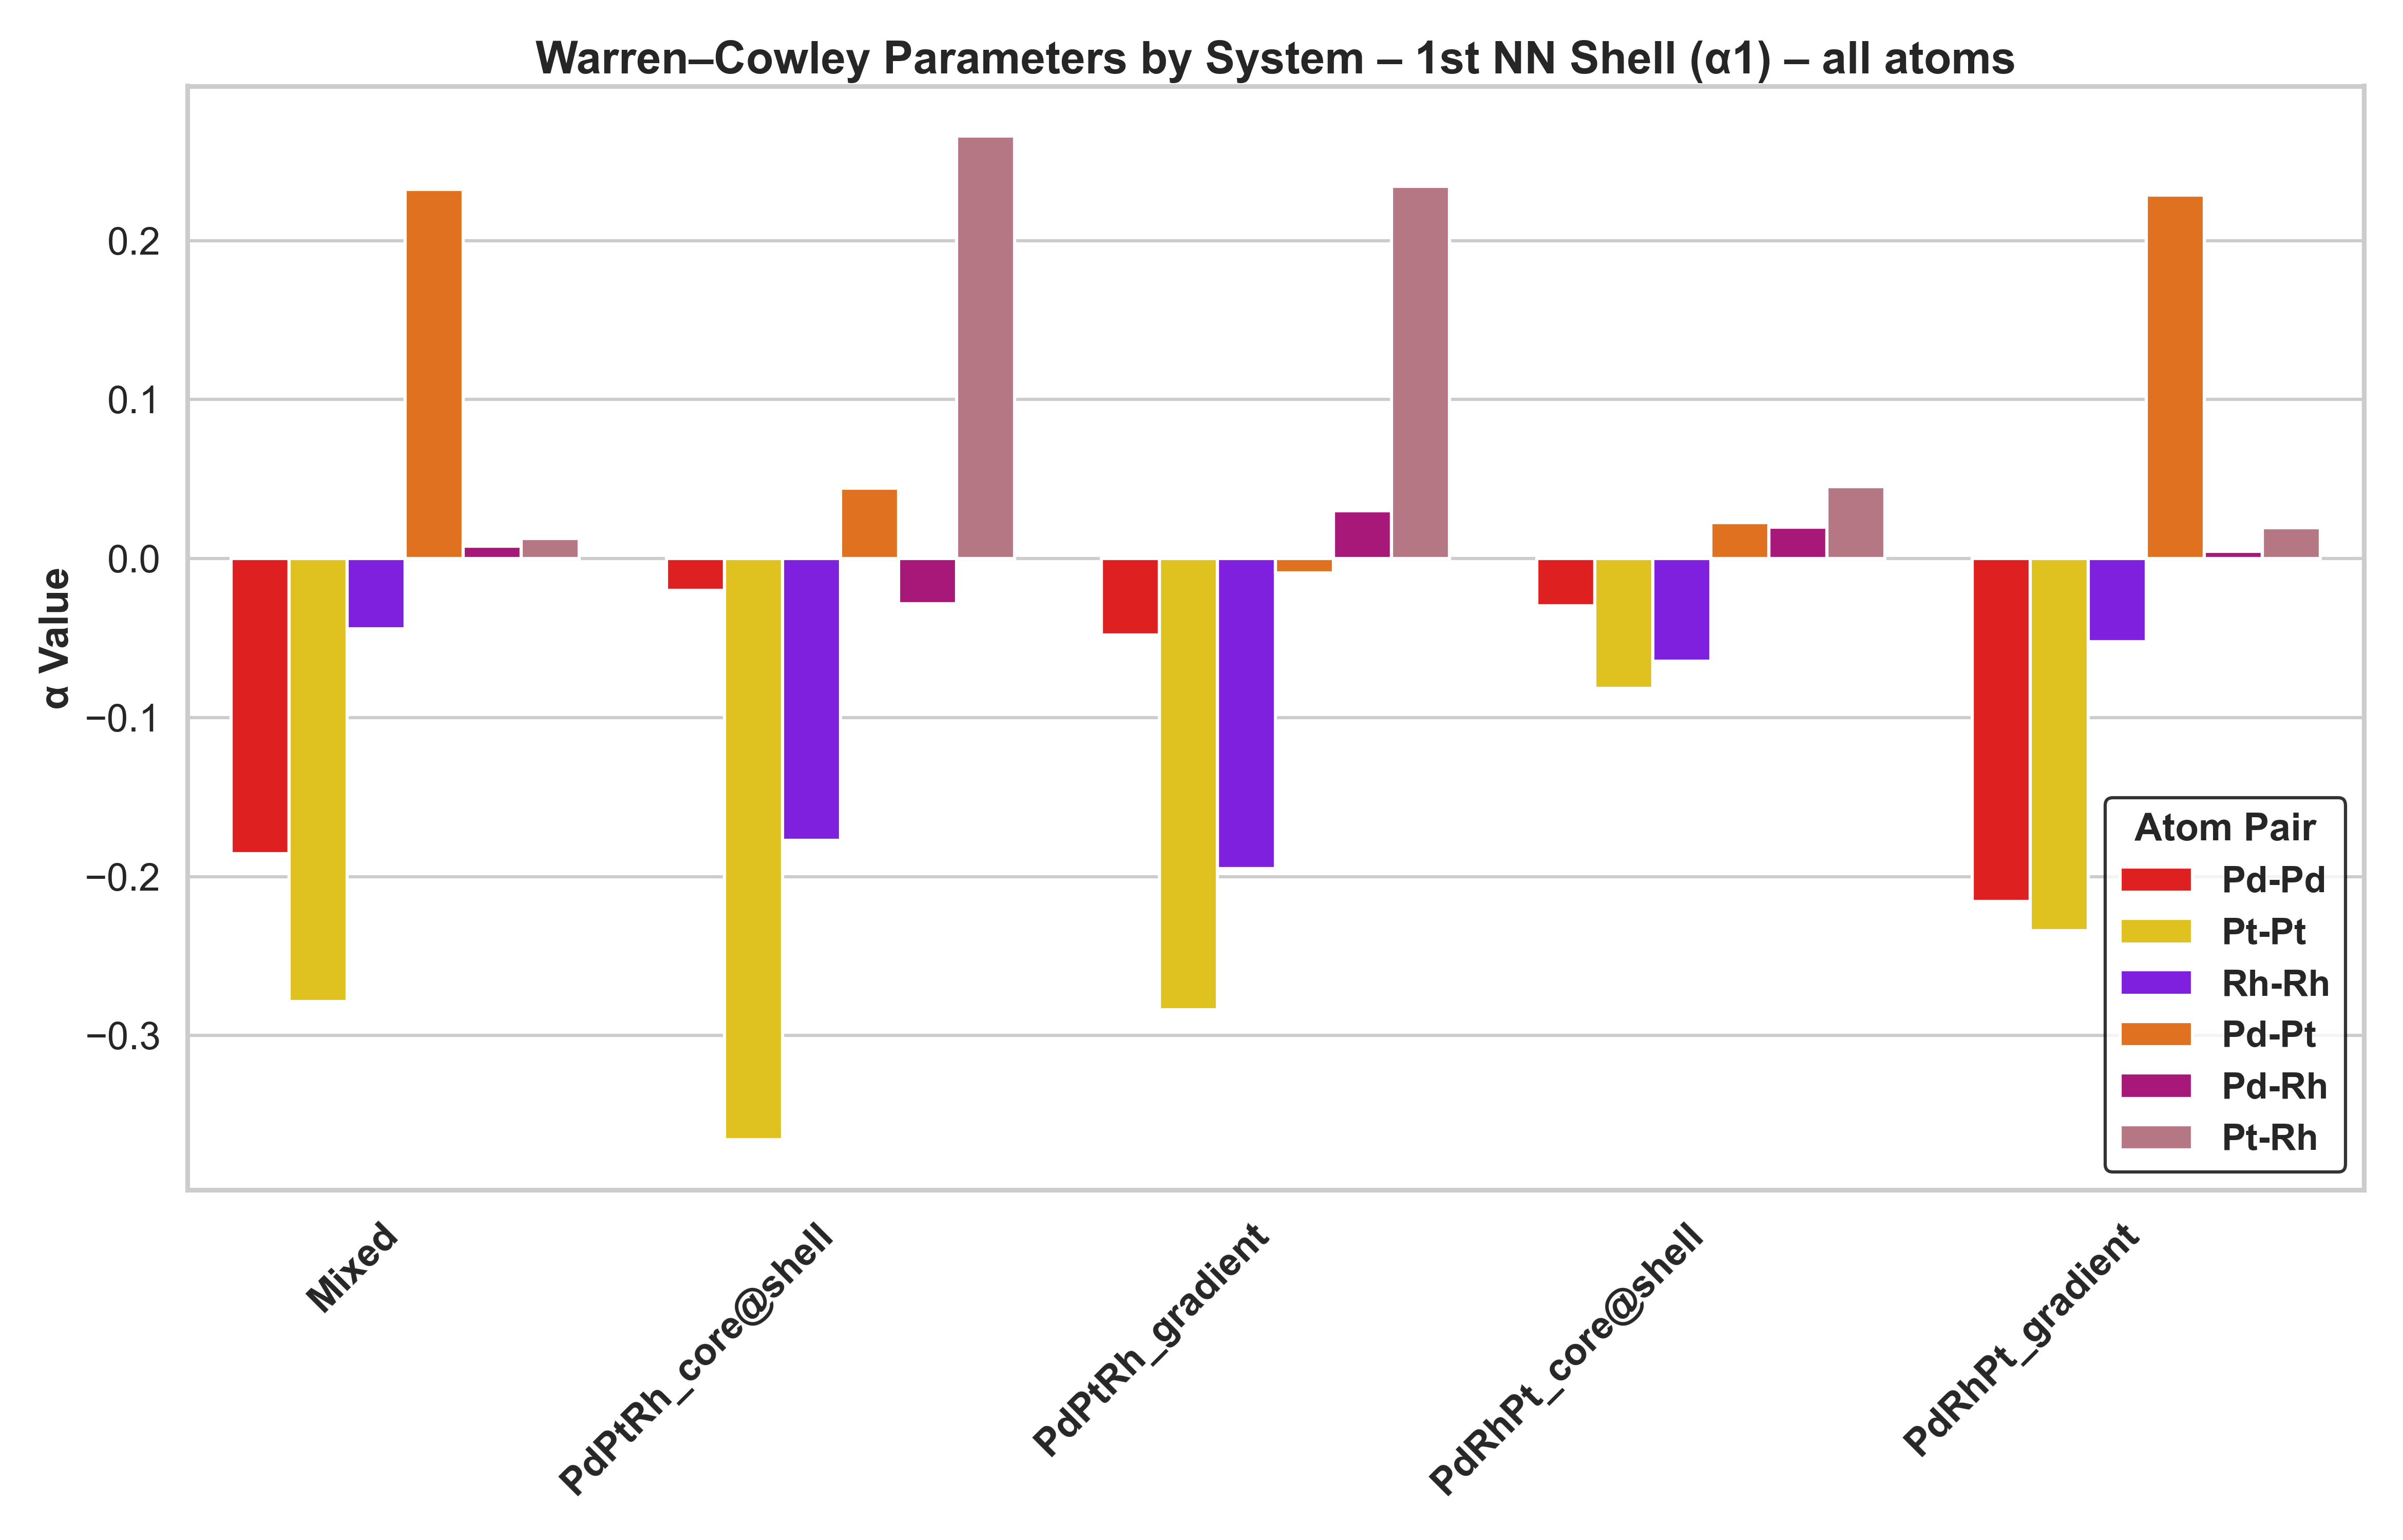 Warren–Cowley Parameters by System – 1st NN Shell (α1) – all atoms
α Value
0.2
0.1
0.0
−0.1
−0.2
−0.3
Mixed
PdPtRh_core@shell
PdPtRh_gradient
PdRhPt_core@shell
PdRhPt_gradient
Atom Pair
Pd-Pd
Pt-Pt
Rh-Rh
Pd-Pt
Pd-Rh
Pt-Rh